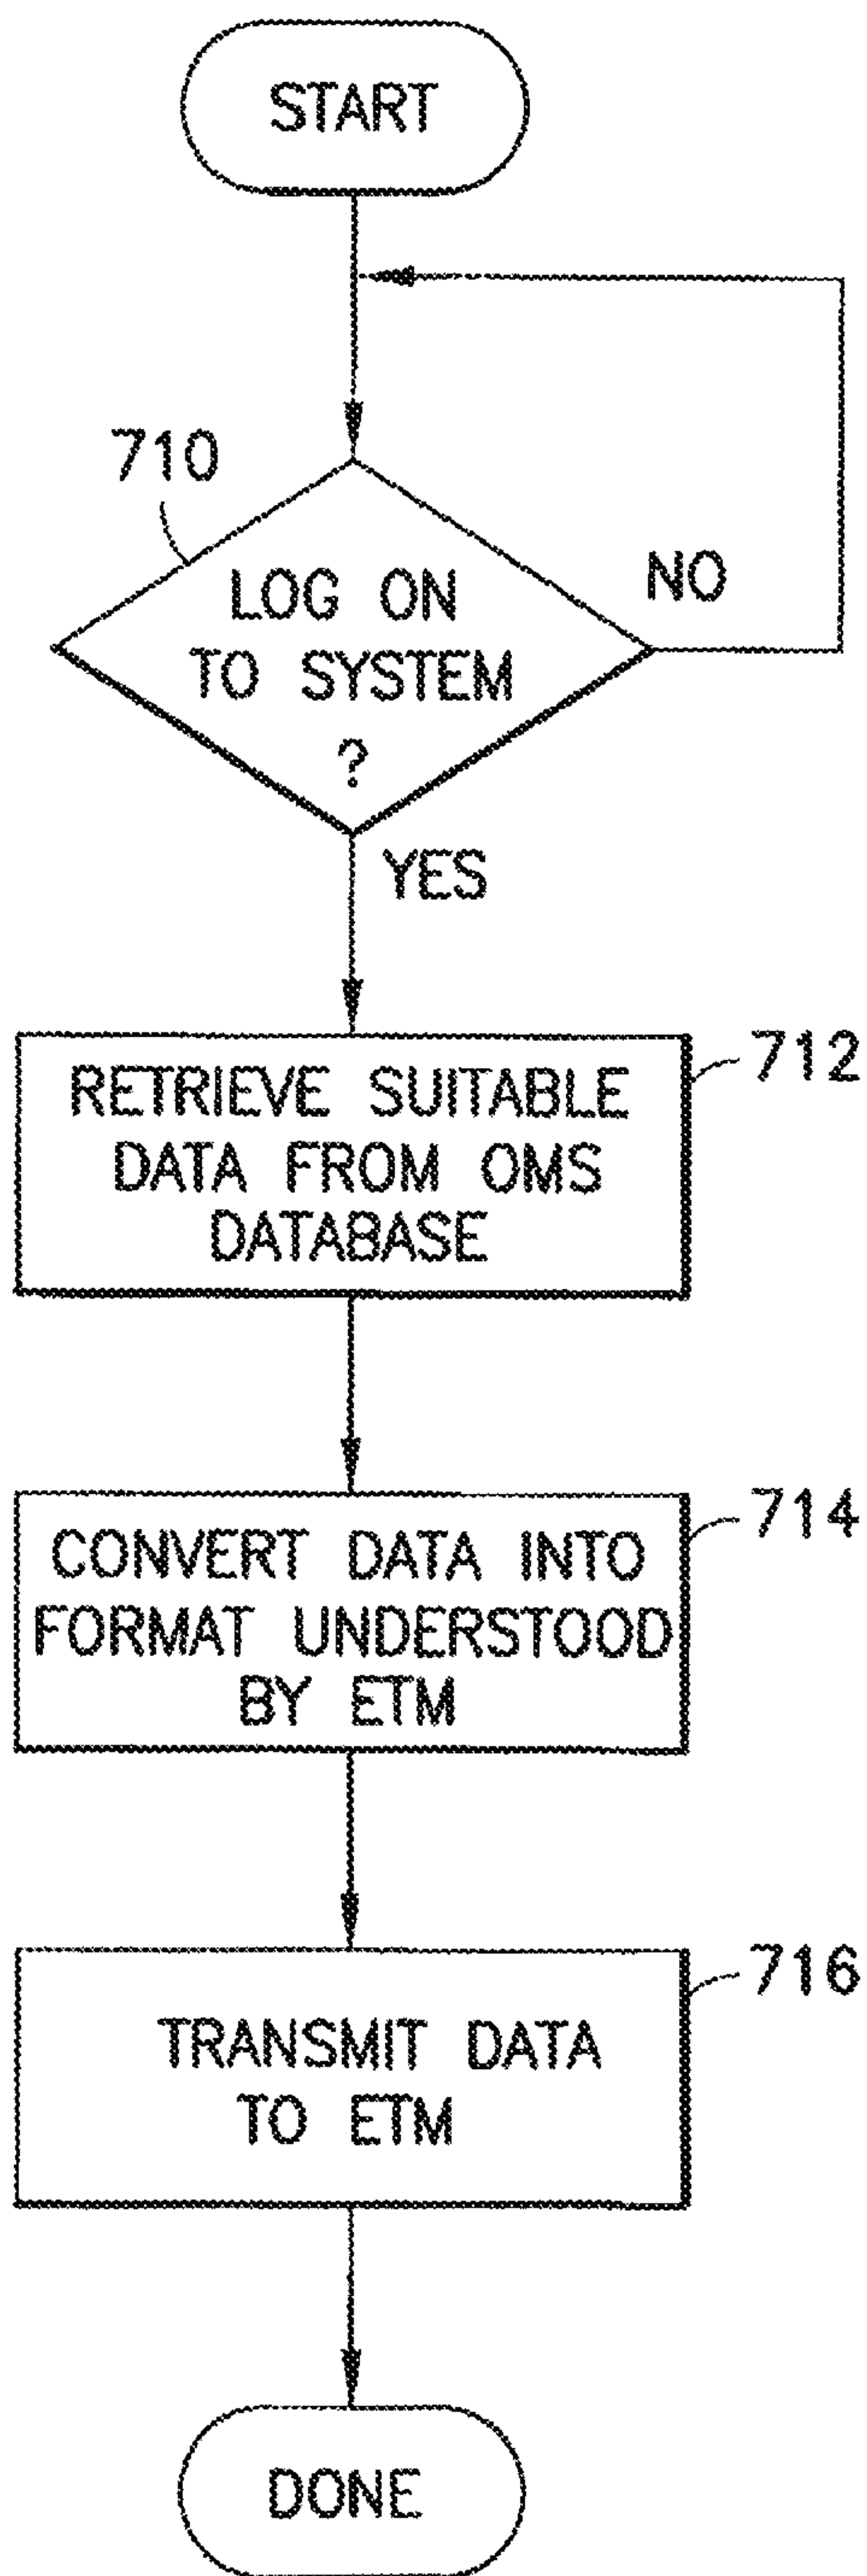 START
710
LOG ON
TO SYSTEM
?
NO
YES
712
RETRIEVE SUITABLE
DATA FROM OMS
DATABASE
714
CONVERT DATA INTO
FORMAT UNDERSTOOD
BY ETM
716
TRANSMIT DATA
TO ETM
DONE